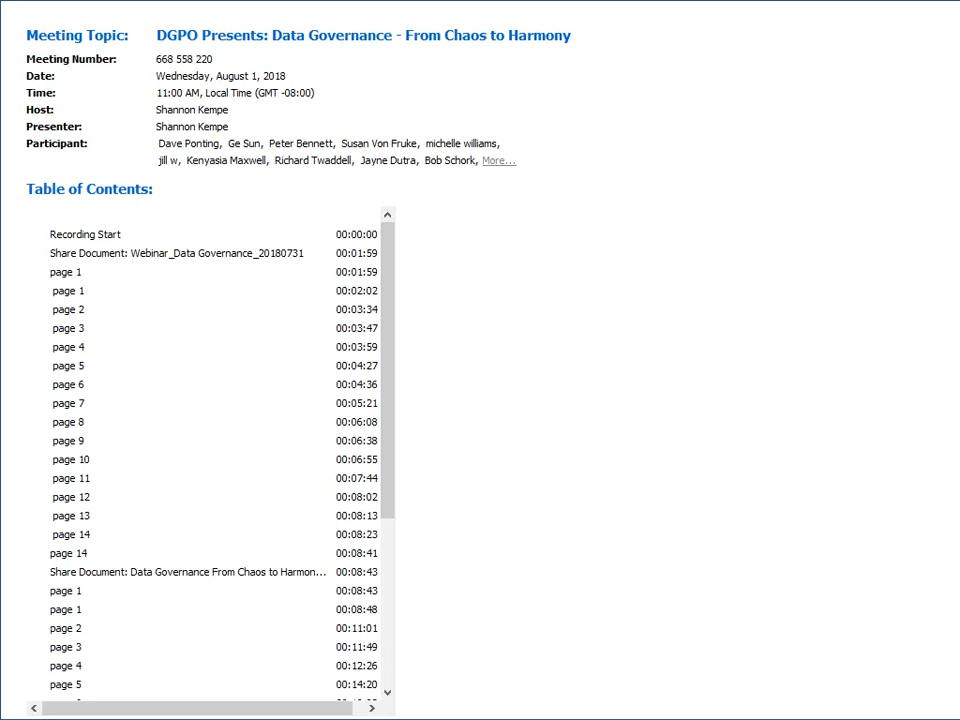 Meeting Topic: DGPO Presents: Data Governance - From Chaos to Harmony
Meeting Number: 668 558 220
Date: Wednesday, August 1, 2018
Time: 11:00 AM, Local Time (GMT -08:00)
Host: Shannon Kempe
Presenter: Shannon Kempe
Participant: Dave Ponting, Ge Sun, Peter Bennett, Susan Von Fruke, michelle williams,
jill w, Kenyasia Maxwell, Richard Twaddell, Jayne Dutra, Bob Schork, More...
Table of Contents:
Recording Start 00:00:00
Share Document: Webinar_Data Governance_20180731 00:01:59
page 1 00:01:59
page 1 00:02:02
page 2 00:03:34
page 3 00:03:47
page 4 00:03:59
page 5 00:04:27
page 6 00:04:36
page 7 00:05:21
page 8 00:06:08
page 9 00:06:38
page 10 00:06:55
page 11 00:07:44
page 12 00:08:02
page 13 00:08:13
page 14 00:08:23
page 14 00:08:41
Share Document: Data Governance From Chaos to Harmon... 00:08:43
page 1 00:08:43
page 1 00:08:48
page 2 00:11:01
page 3 00:11:49
page 4 00:12:26
page 5 00:14:20